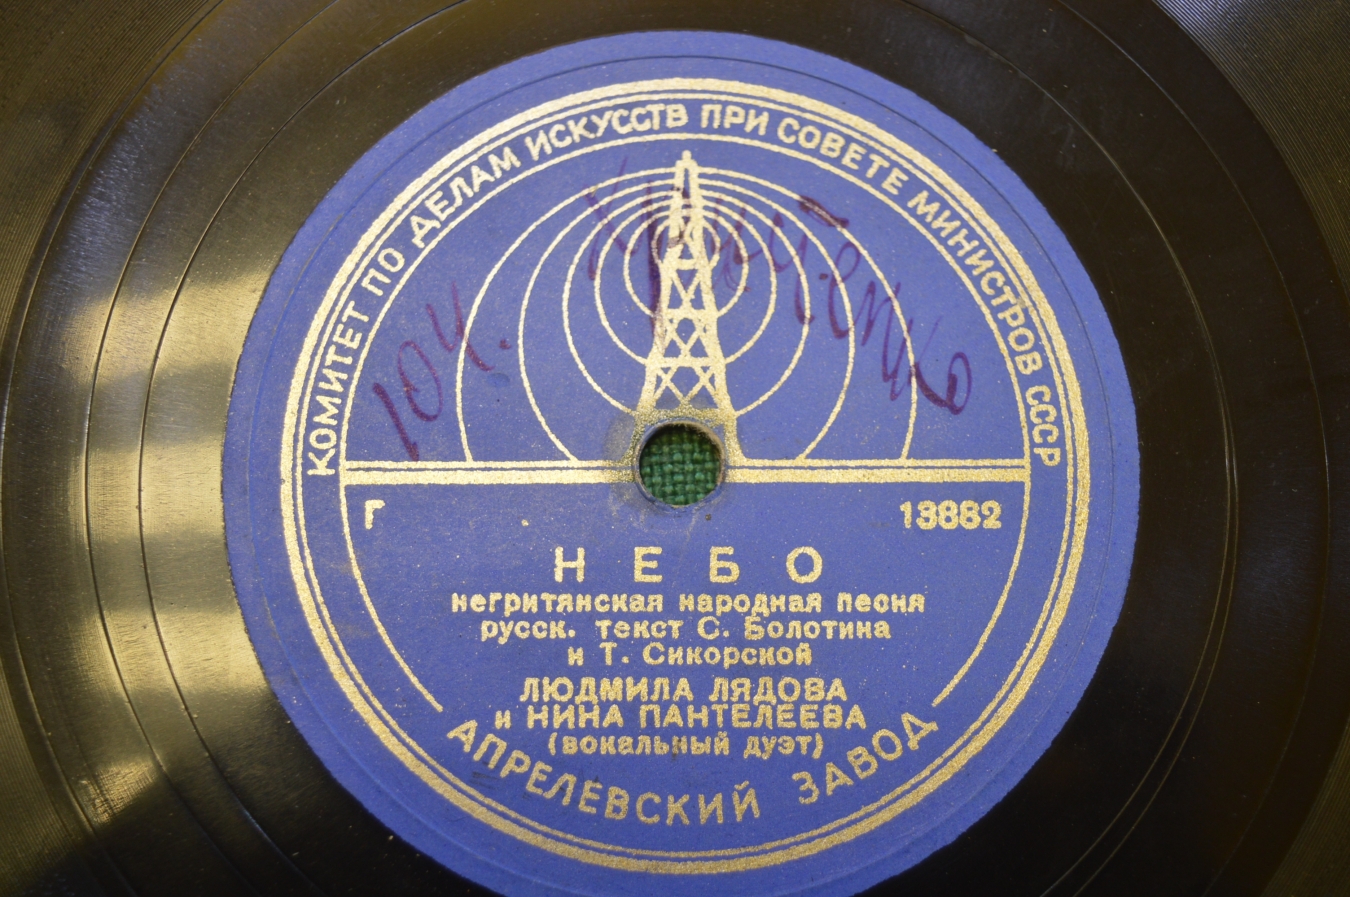 КОМИТЕТ ПО ДЕЛАМ ИСКУССТВ ПРИ СОВЕТЕ МИНИСТРОВ СССР
104.
Г 13882
НЕБО
негритянская народная песня
русск. текст С. Болотина
и Т. Сикорской
ЛЮДМИЛА ЛЯДОВА
и НИНА ПАНТЕЛЕЕВА
(вокальный дуэт)
АПРЕЛЕВСКИЙ ЗАВОД